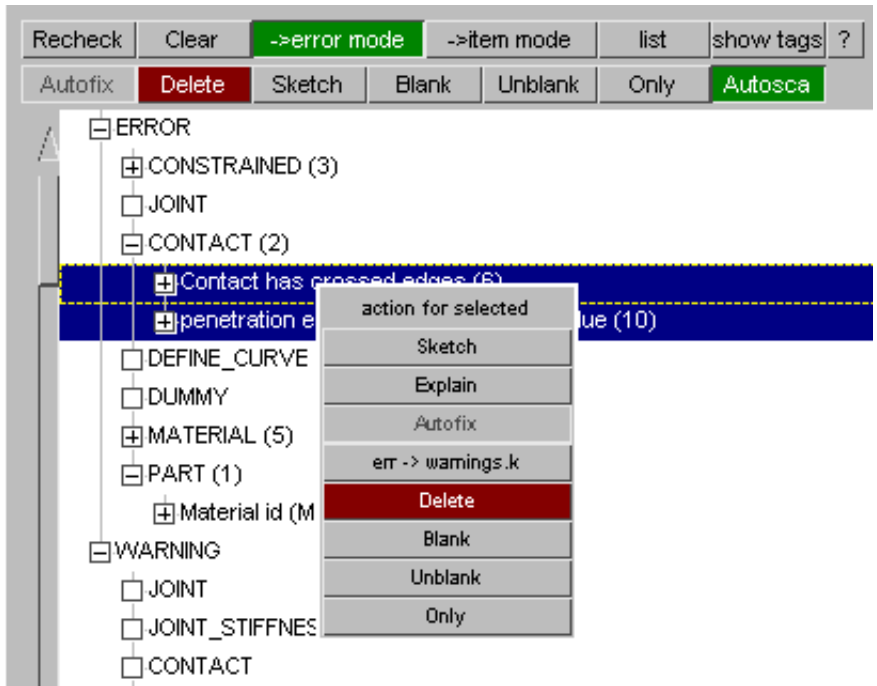 Recheck Clear ->error mode ->item mode list show tags ?
Autofix Delete Sketch Blank Unblank Only Autosca
ERROR
CONSTRAINED (3)
JOINT
CONTACT (2)
Contact has crossed edges (6)
penetration e lue (10)
DEFINE_CURVE
DUMMY
MATERIAL (5)
PART (1)
Material id (M
WARNING
JOINT
JOINT_STIFFNES
CONTACT
action for selected
Sketch
Explain
Autofix
err -> warnings.k
Delete
Blank
Unblank
Only